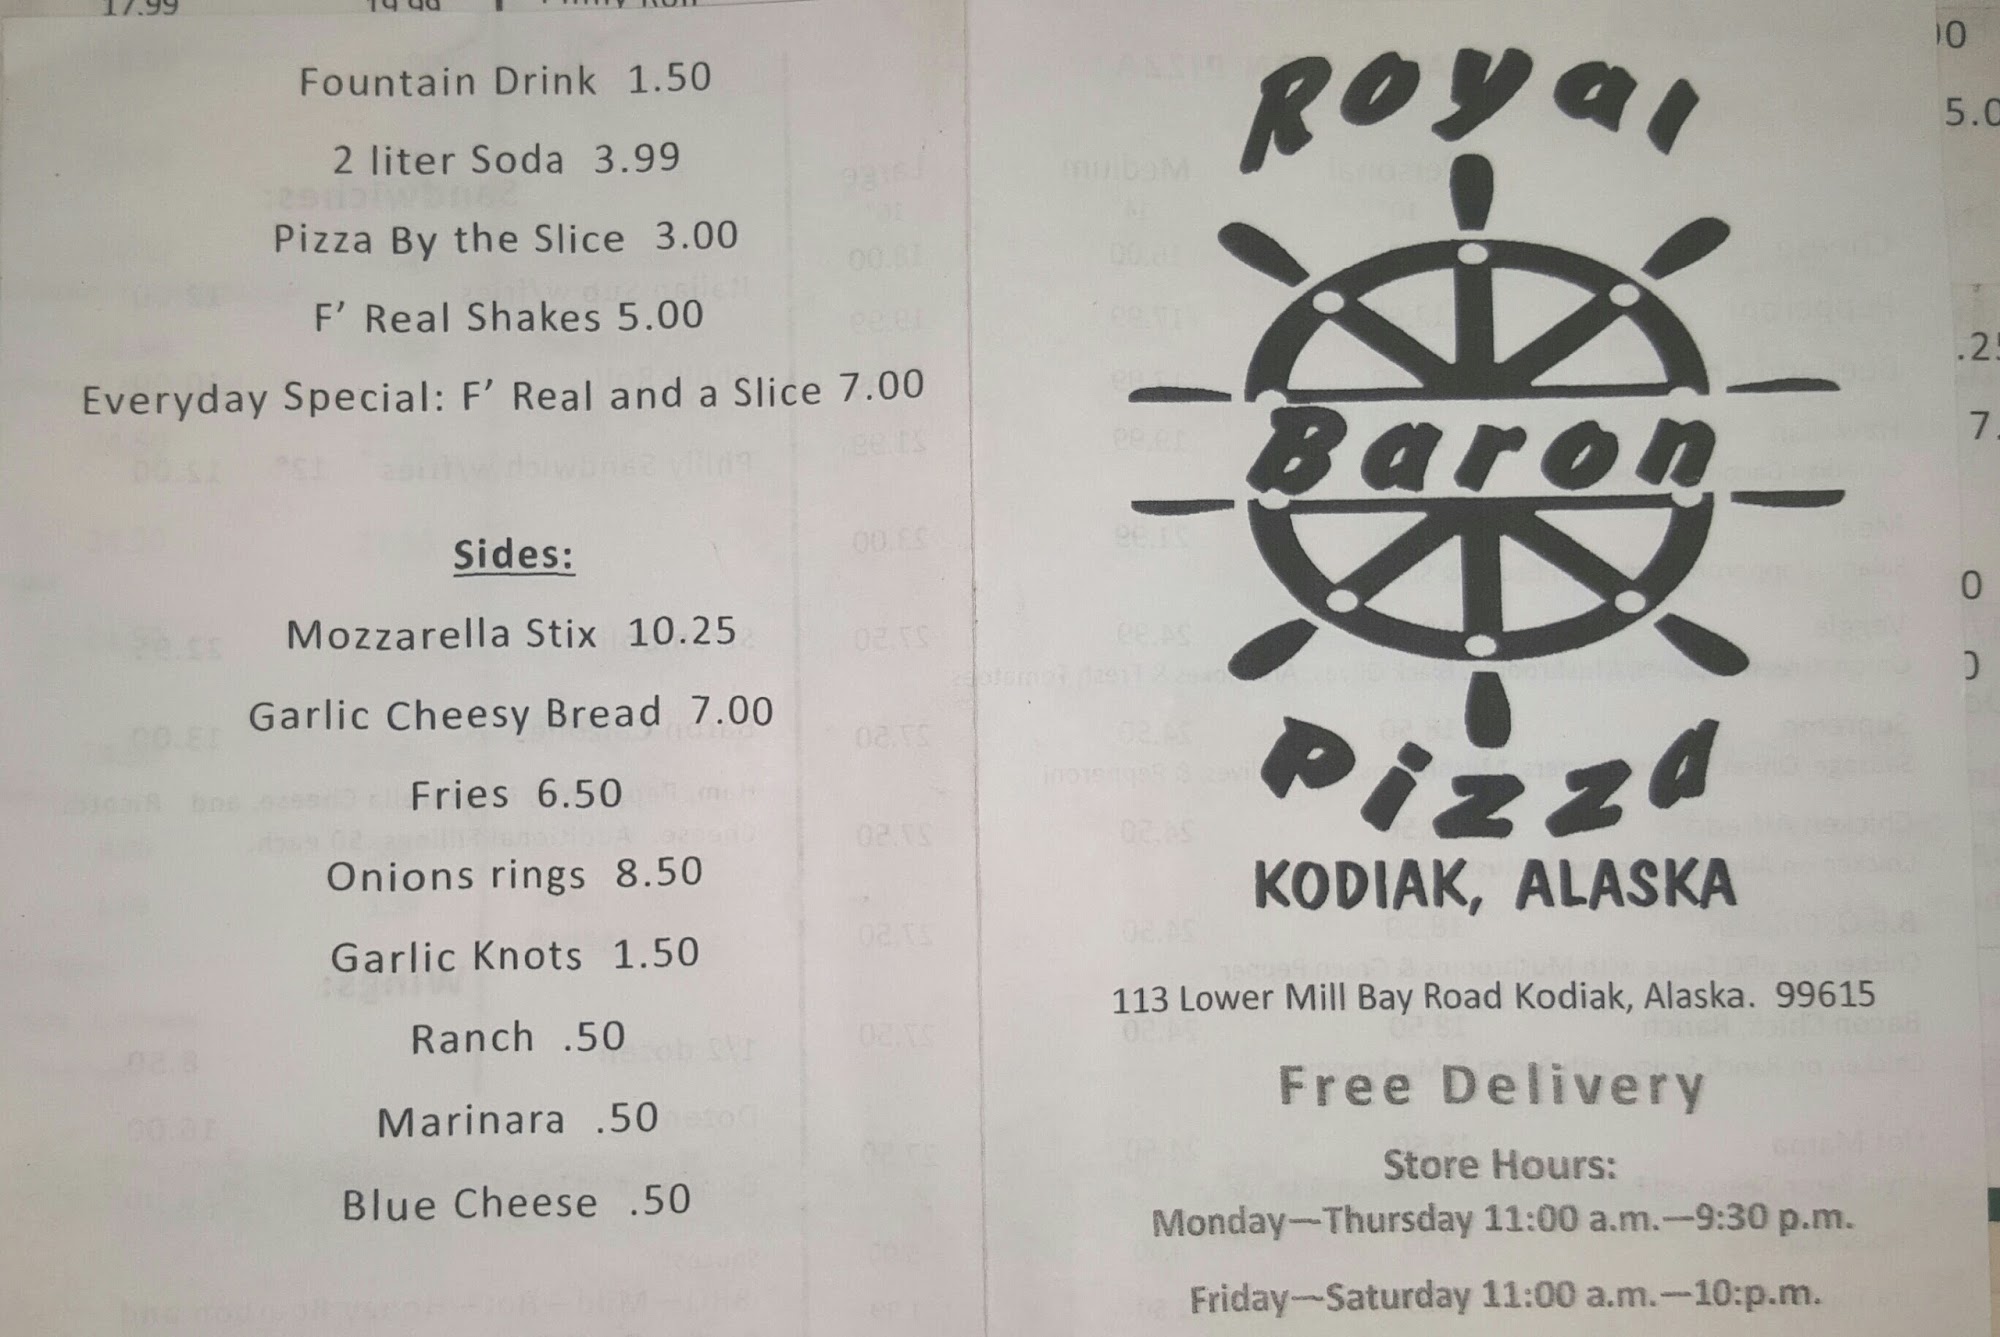 17.99
Fountain Drink 1.50
2 liter Soda 3.99
Pizza By the Slice 3.00
F' Real Shakes 5.00
Everyday Special: F' Real and a Slice 7.00
Sides:
Mozzarella Stix 10.25
Garlic Cheesy Bread 7.00
Fries 6.50
Onions rings 8.50
Garlic Knots 1.50
Ranch .50
Marinara .50
Blue Cheese .50
Royal
Baron
Pizza
KODIAK, ALASKA
113 Lower Mill Bay Road Kodiak, Alaska. 99615
Free Delivery
Store Hours:
Monday—Thursday 11:00 a.m.—9:30 p.m.
Friday—Saturday 11:00 a.m.—10:p.m.